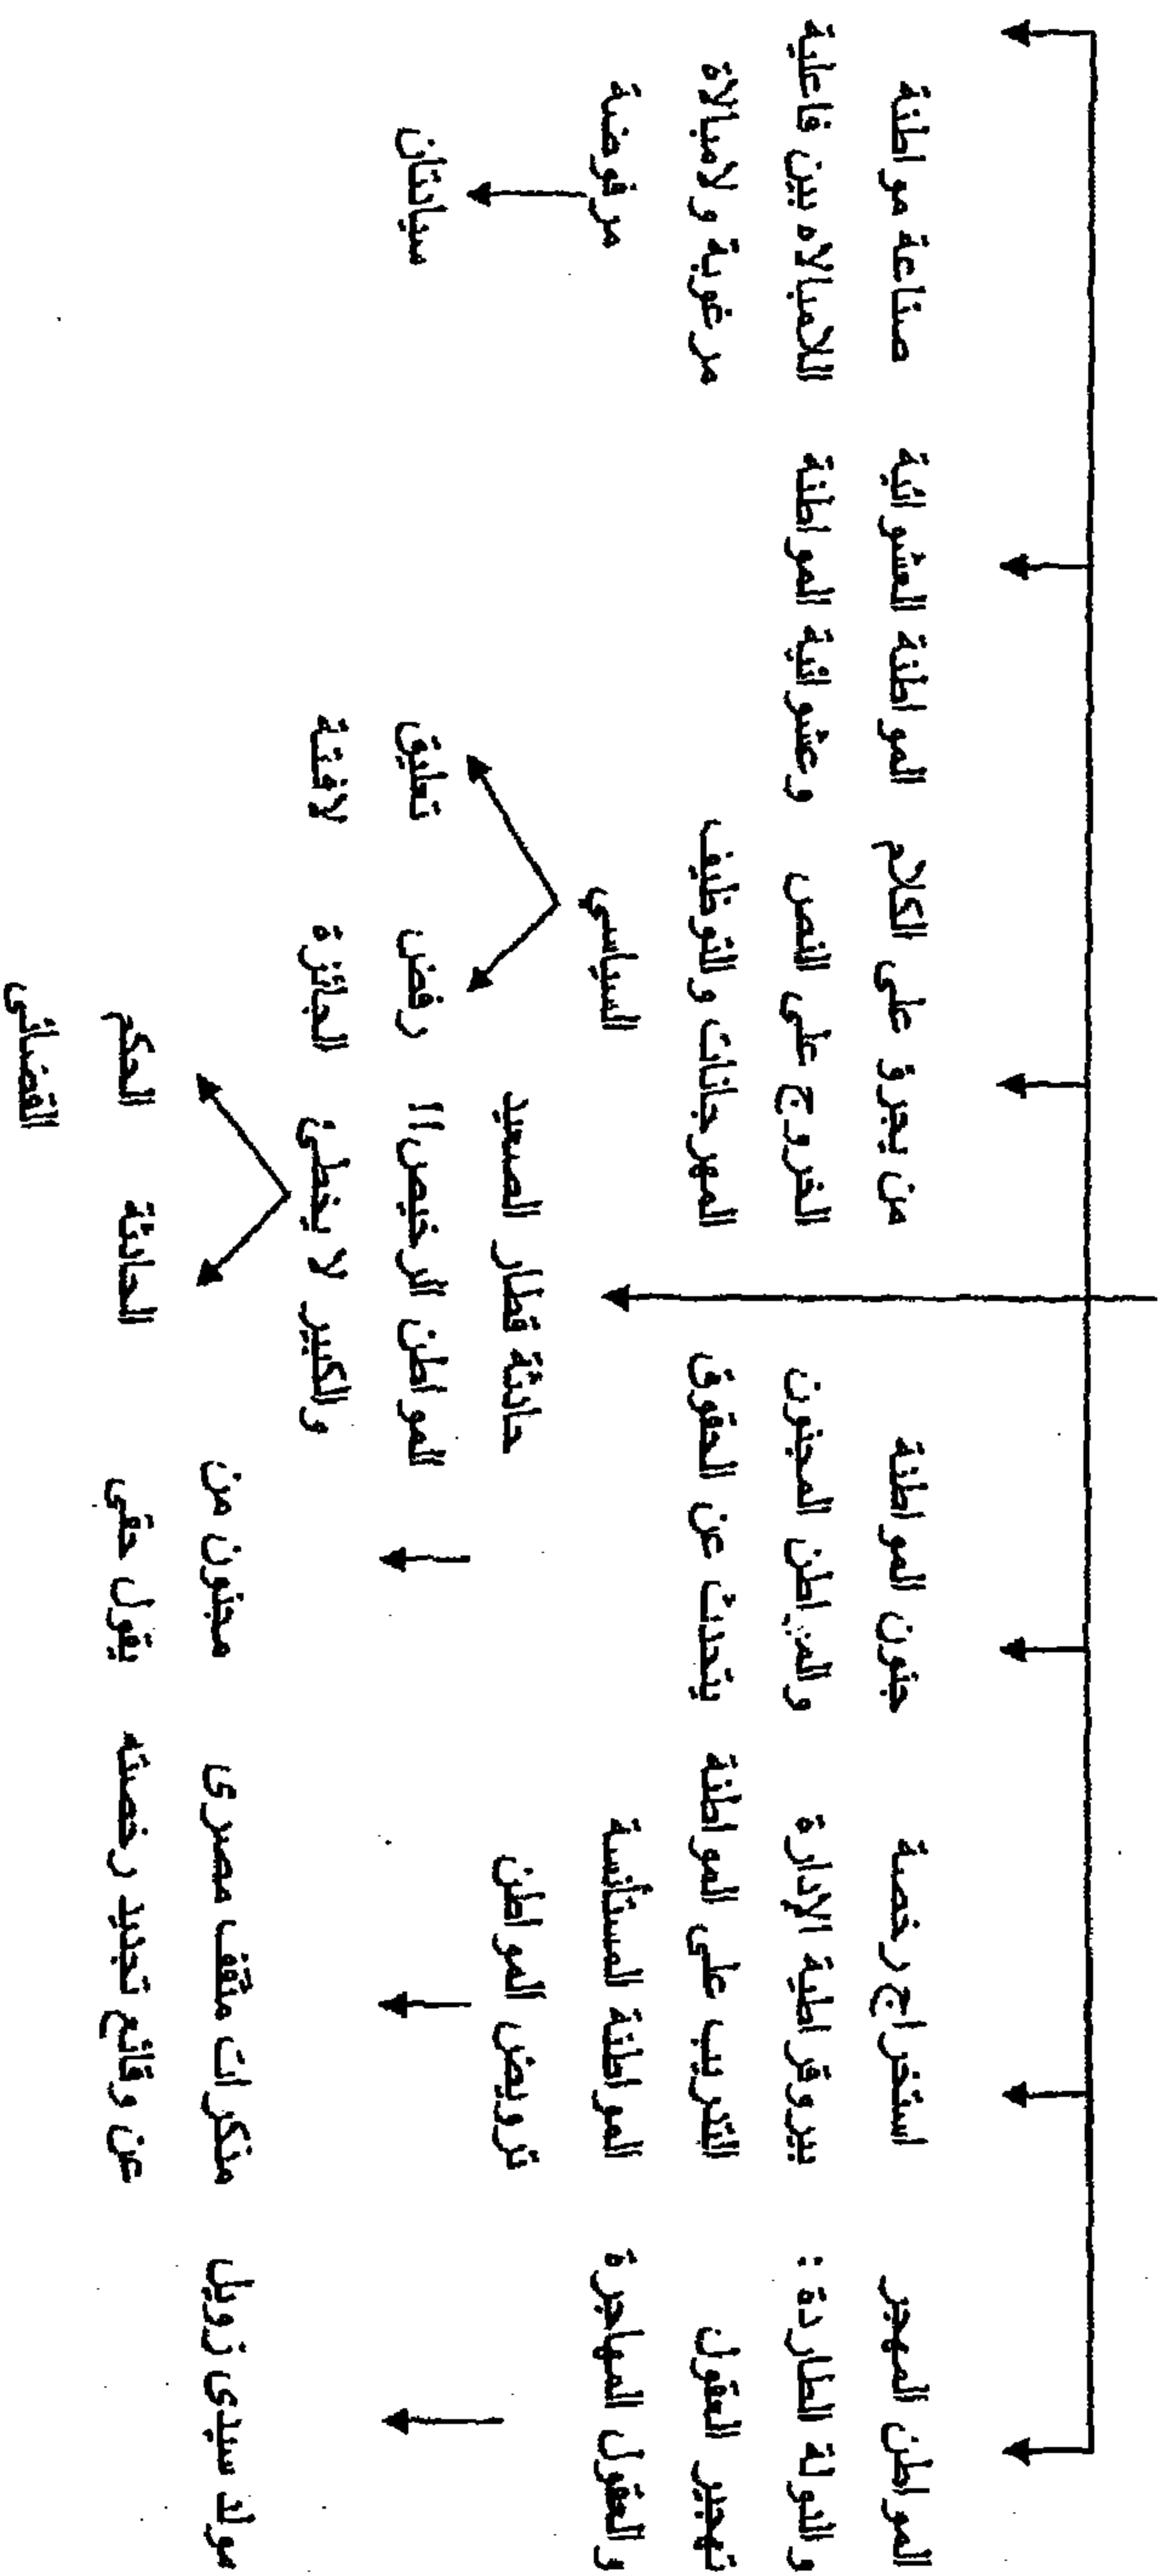 المواطن المهجر
والدولة الطاردة :
تهجير العقول
والعقول المهاجرة
مولد سيدى زويل
استخراج رخصة
بيروقراطية الإدارة
التدريب على المواطنة
المواطنة المستأنسة
ترويض المواطن
مذكرات مثقف مصرى
عن وقائع تجديد رخصته
جنون المواطنة
والمواطن المجنون
يتحدث عن الحقوق
مجنون من
يقول حقى
حادثة قطار الصعيد
المواطن الرخيص!!
والكبير لا يخطئ
الحادثة
الحكم
القضائى
من يجرؤ على الكلام
الخروج على النص
المهرجانات والتوظيف
السياسي
رفض
الجائزة
تعليق
لافتة
المواطنة العشوائية
وعشوائية المواطنة
صناعة مواطنة
اللامبالاه بين فاعلية
مرغوبة ولامبالاة
مرفوضة
سيادتان